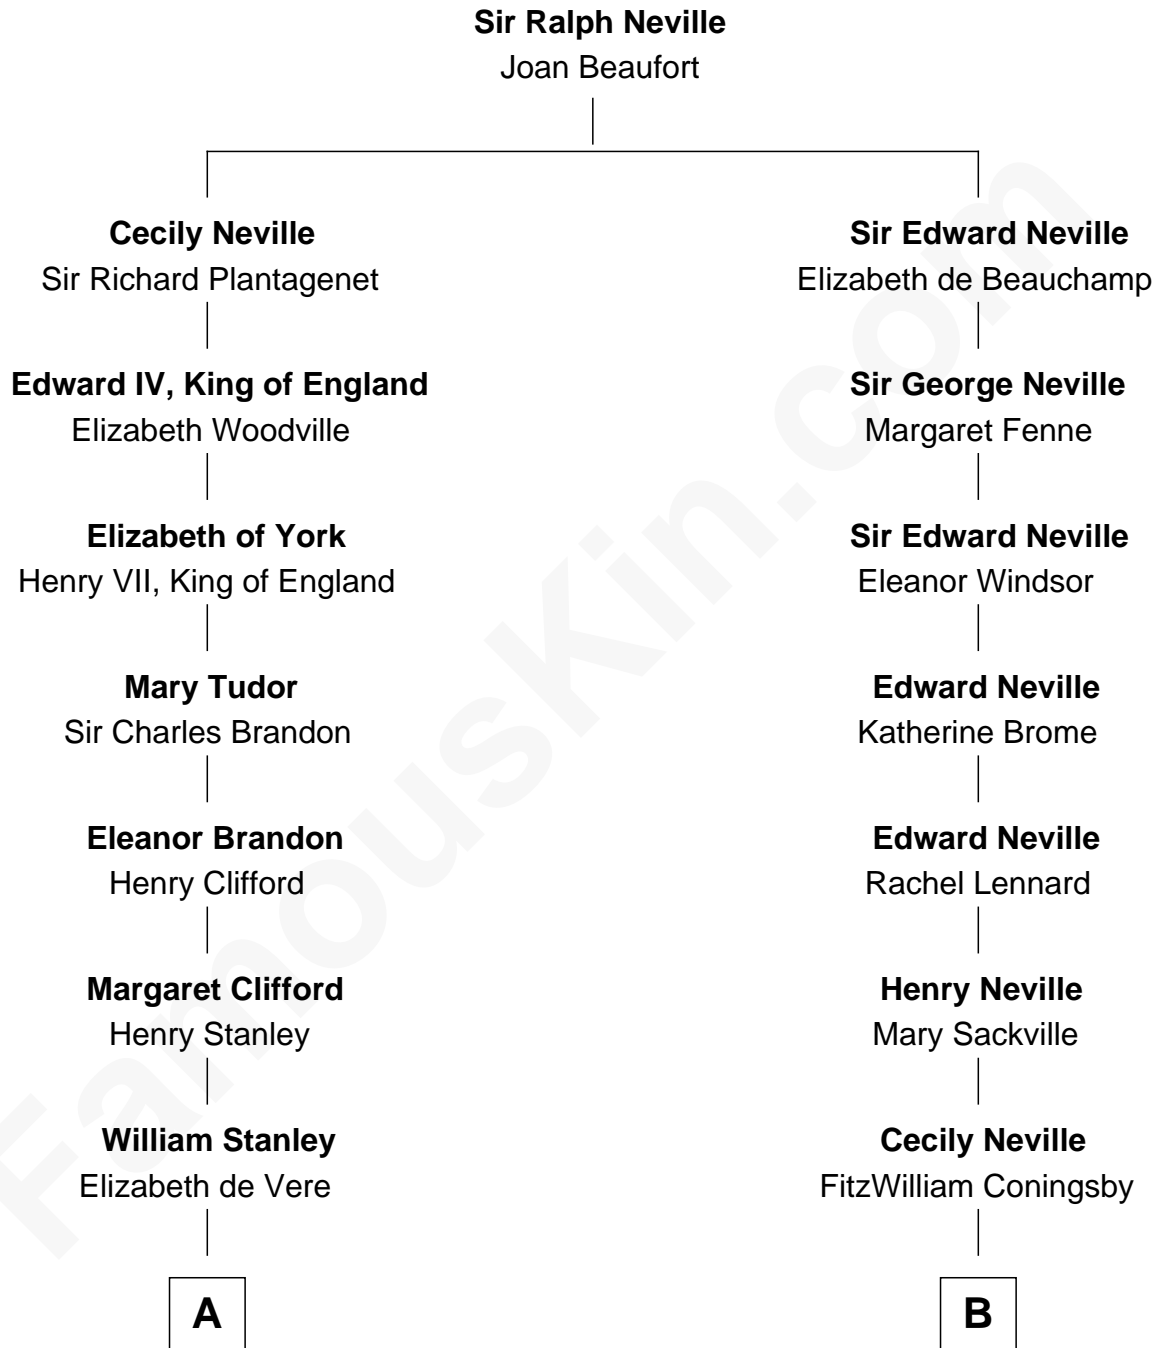 Sir Ralph Neville
Joan Beaufort
Cecily Neville
Sir Richard Plantagenet
Edward IV, King of England
Elizabeth Woodville
Elizabeth of York
Henry VII, King of England
Mary Tudor
Sir Charles Brandon
Eleanor Brandon
Henry Clifford
Margaret Clifford
Henry Stanley
William Stanley
Elizabeth de Vere
A
Sir Edward Neville
Elizabeth de Beauchamp
Sir George Neville
Margaret Fenne
Sir Edward Neville
Eleanor Windsor
Edward Neville
Katherine Brome
Edward Neville
Rachel Lennard
Henry Neville
Mary Sackville
Cecily Neville
FitzWilliam Coningsby
B
FamousKin.com